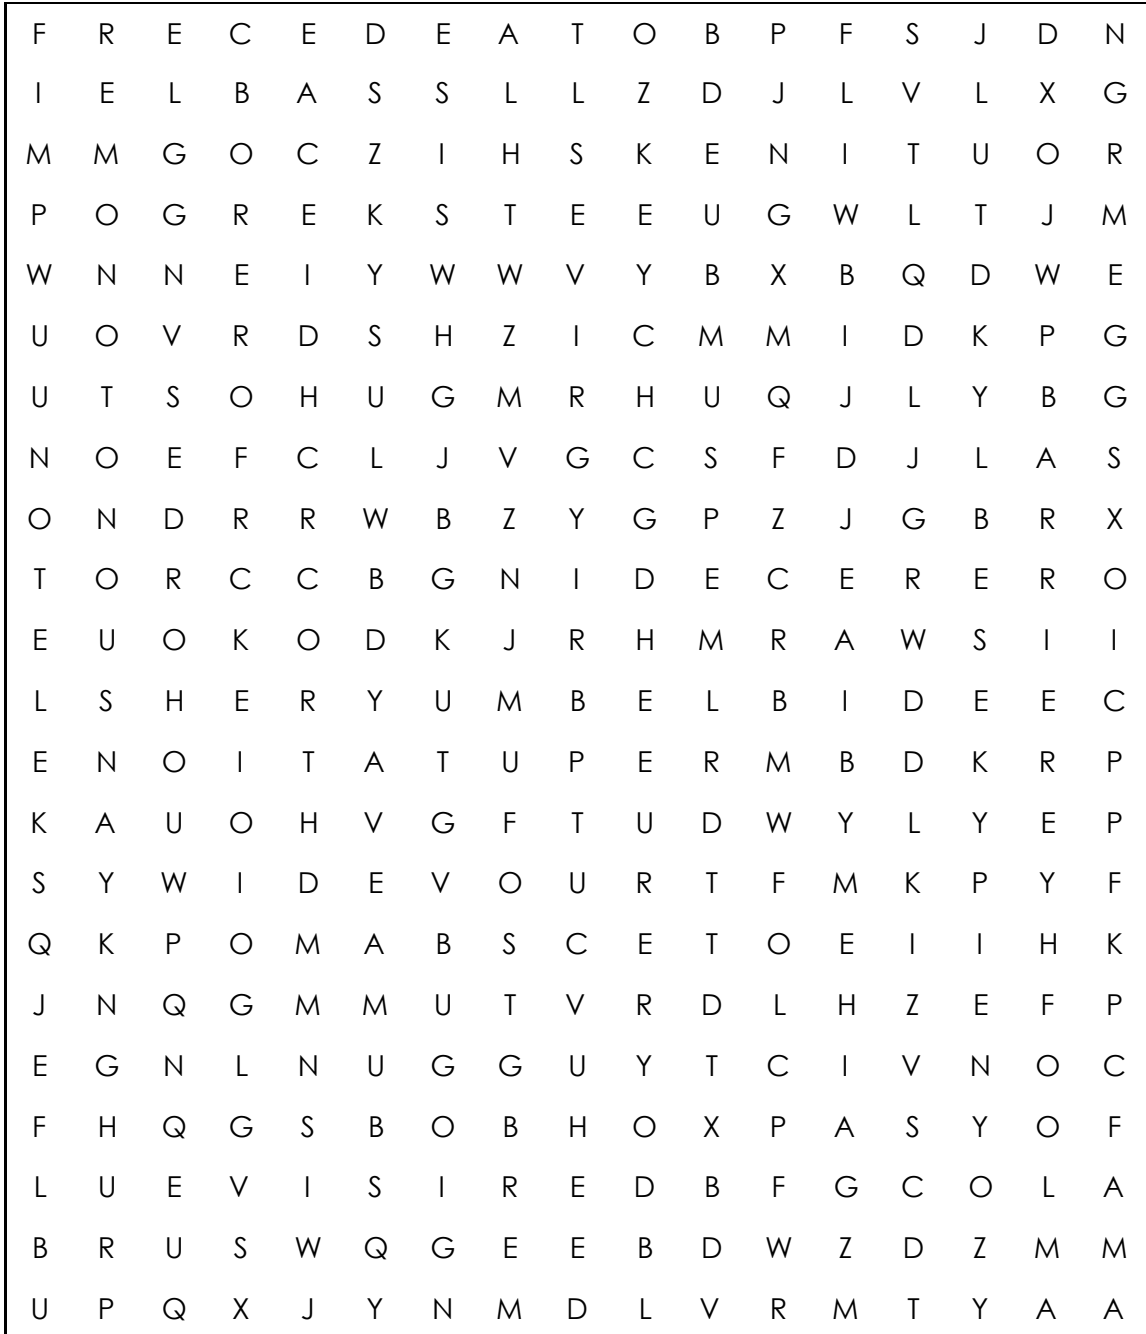 F R E C E D E A T O B P F S J D N
I E L B A S S L L Z D J L V L X G
M M G O C Z I H S K E N I T U O R
P O G R E K S T E E U G W L T J M
W N N E I Y W W V Y B X B Q D W E
U O V R D S H Z I C M M I D K P G
U T S O H U G M R H U Q J L Y B G
N O E F C L J V G C S F D J L A S
O N D R R W B Z Y G P Z J G B R X
T O R C C B G N I D E C E R E R O
E U O K O D K J R H M R A W S I I
L S H E R Y U M B E L B I D E E C
E N O I T A T U P E R M B D K R P
K A U O H V G F T U D W Y L Y E P
S Y W I D E V O U R T F M K P Y F
Q K P O M A B S C E T O E I I H K
J N Q G M M U T V R D L H Z E F P
E G N L N U G G U Y T C I V N O C
F H Q G S B O B H O X P A S Y O F
L U E V I S I R E D B F G C O L A
B R U S W Q G E E B D W Z D Z M M
U P Q X J Y N M D L V R M T Y A A